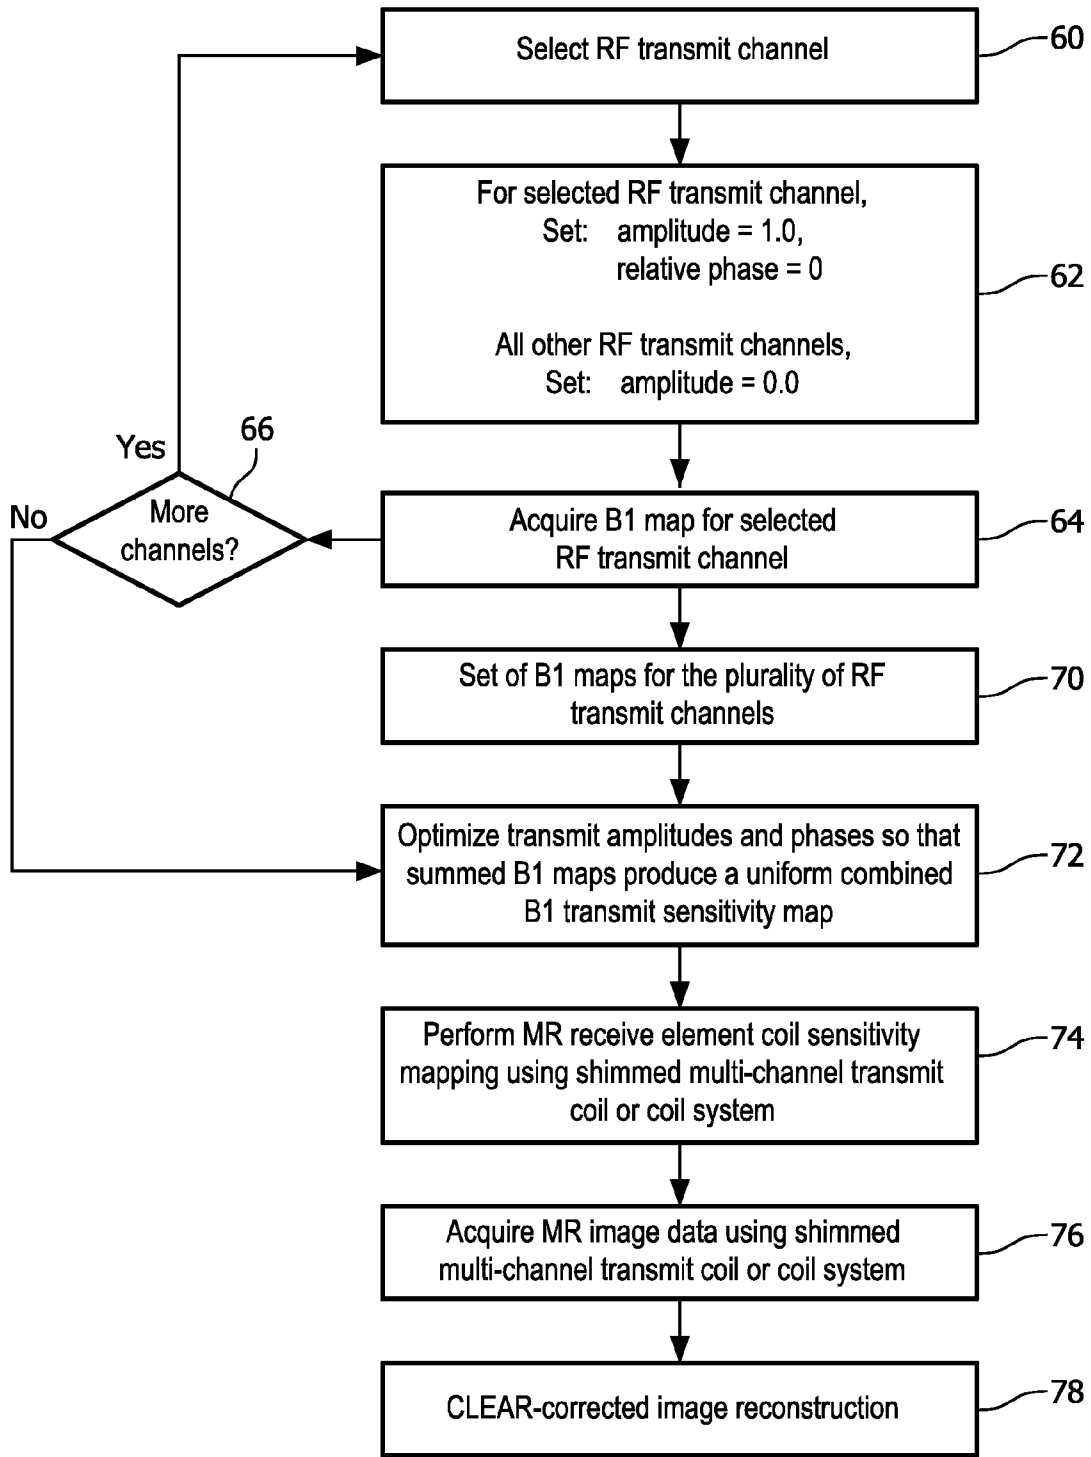 Select RF transmit channel
60
For selected RF transmit channel,
Set: amplitude = 1.0,
relative phase = 0
All other RF transmit channels,
Set: amplitude = 0.0
62
Yes
66
No
More
channels?
Acquire B1 map for selected
RF transmit channel
64
Set of B1 maps for the plurality of RF
transmit channels
70
Optimize transmit amplitudes and phases so that
summed B1 maps produce a uniform combined
B1 transmit sensitivity map
72
Perform MR receive element coil sensitivity
mapping using shimmed multi-channel transmit
coil or coil system
74
Acquire MR image data using shimmed
multi-channel transmit coil or coil system
76
CLEAR-corrected image reconstruction
78